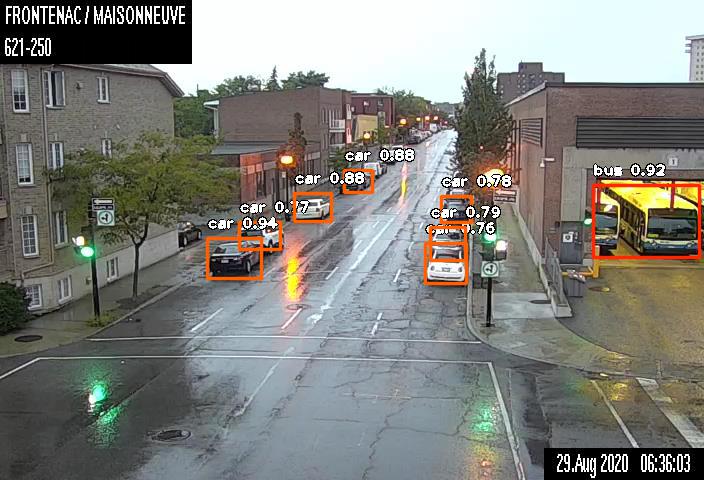 FRONTENAC / MAISONNEUVE
621-250
car 0.88
car 0.88
car 0.78
bus 0.92
car 0.77
car 0.79
car 0.94
car 0.76
29.Aug 2020 06:36:03